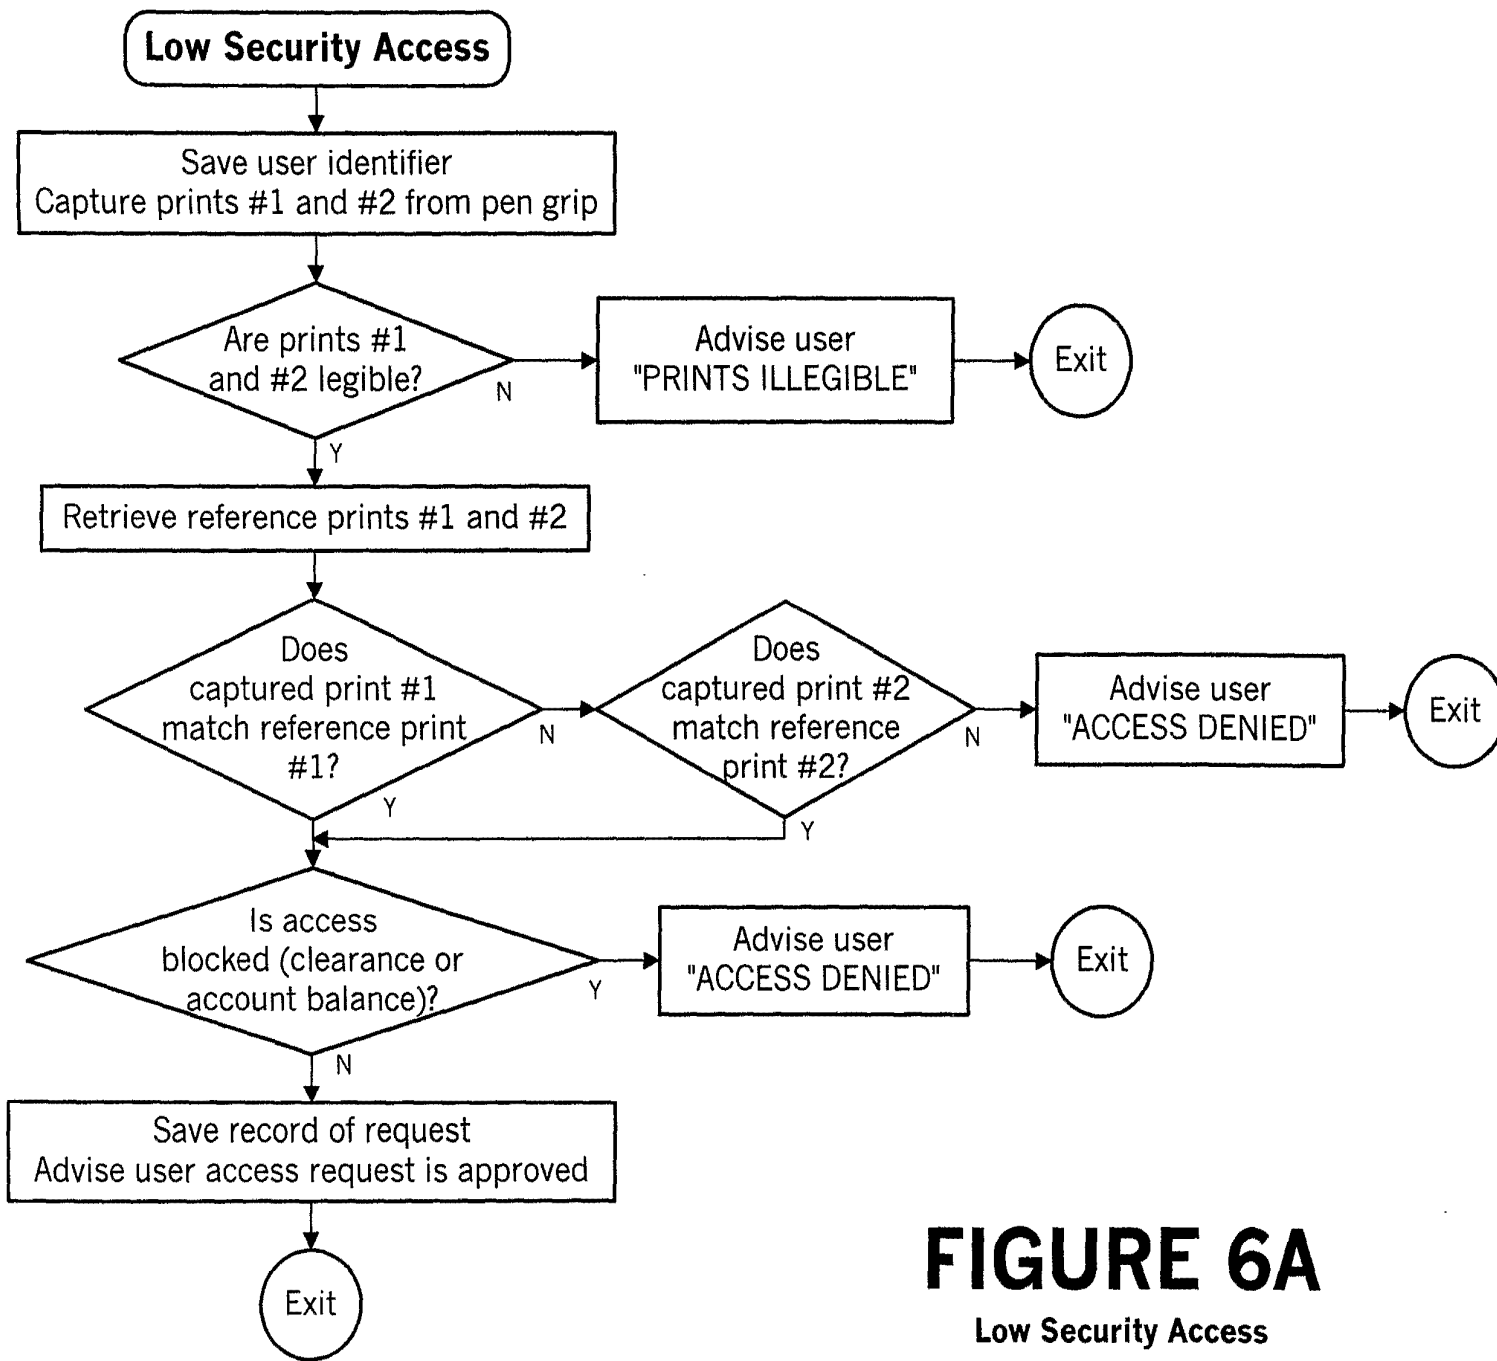 Low Security Access
Save user identifier
Capture prints #1 and #2 from pen grip
Are prints #1
and #2 legible?
N
Y
Advise user
"PRINTS ILLEGIBLE"
Exit
Retrieve reference prints #1 and #2
Does
captured print #1
match reference print
#1?
N
Y
Does
captured print #2
match reference
print #2?
N
Y
Advise user
"ACCESS DENIED"
Exit
Is access
blocked (clearance or
account balance)?
Y
N
Advise user
"ACCESS DENIED"
Exit
Save record of request
Advise user access request is approved
Exit
FIGURE 6A
Low Security Access